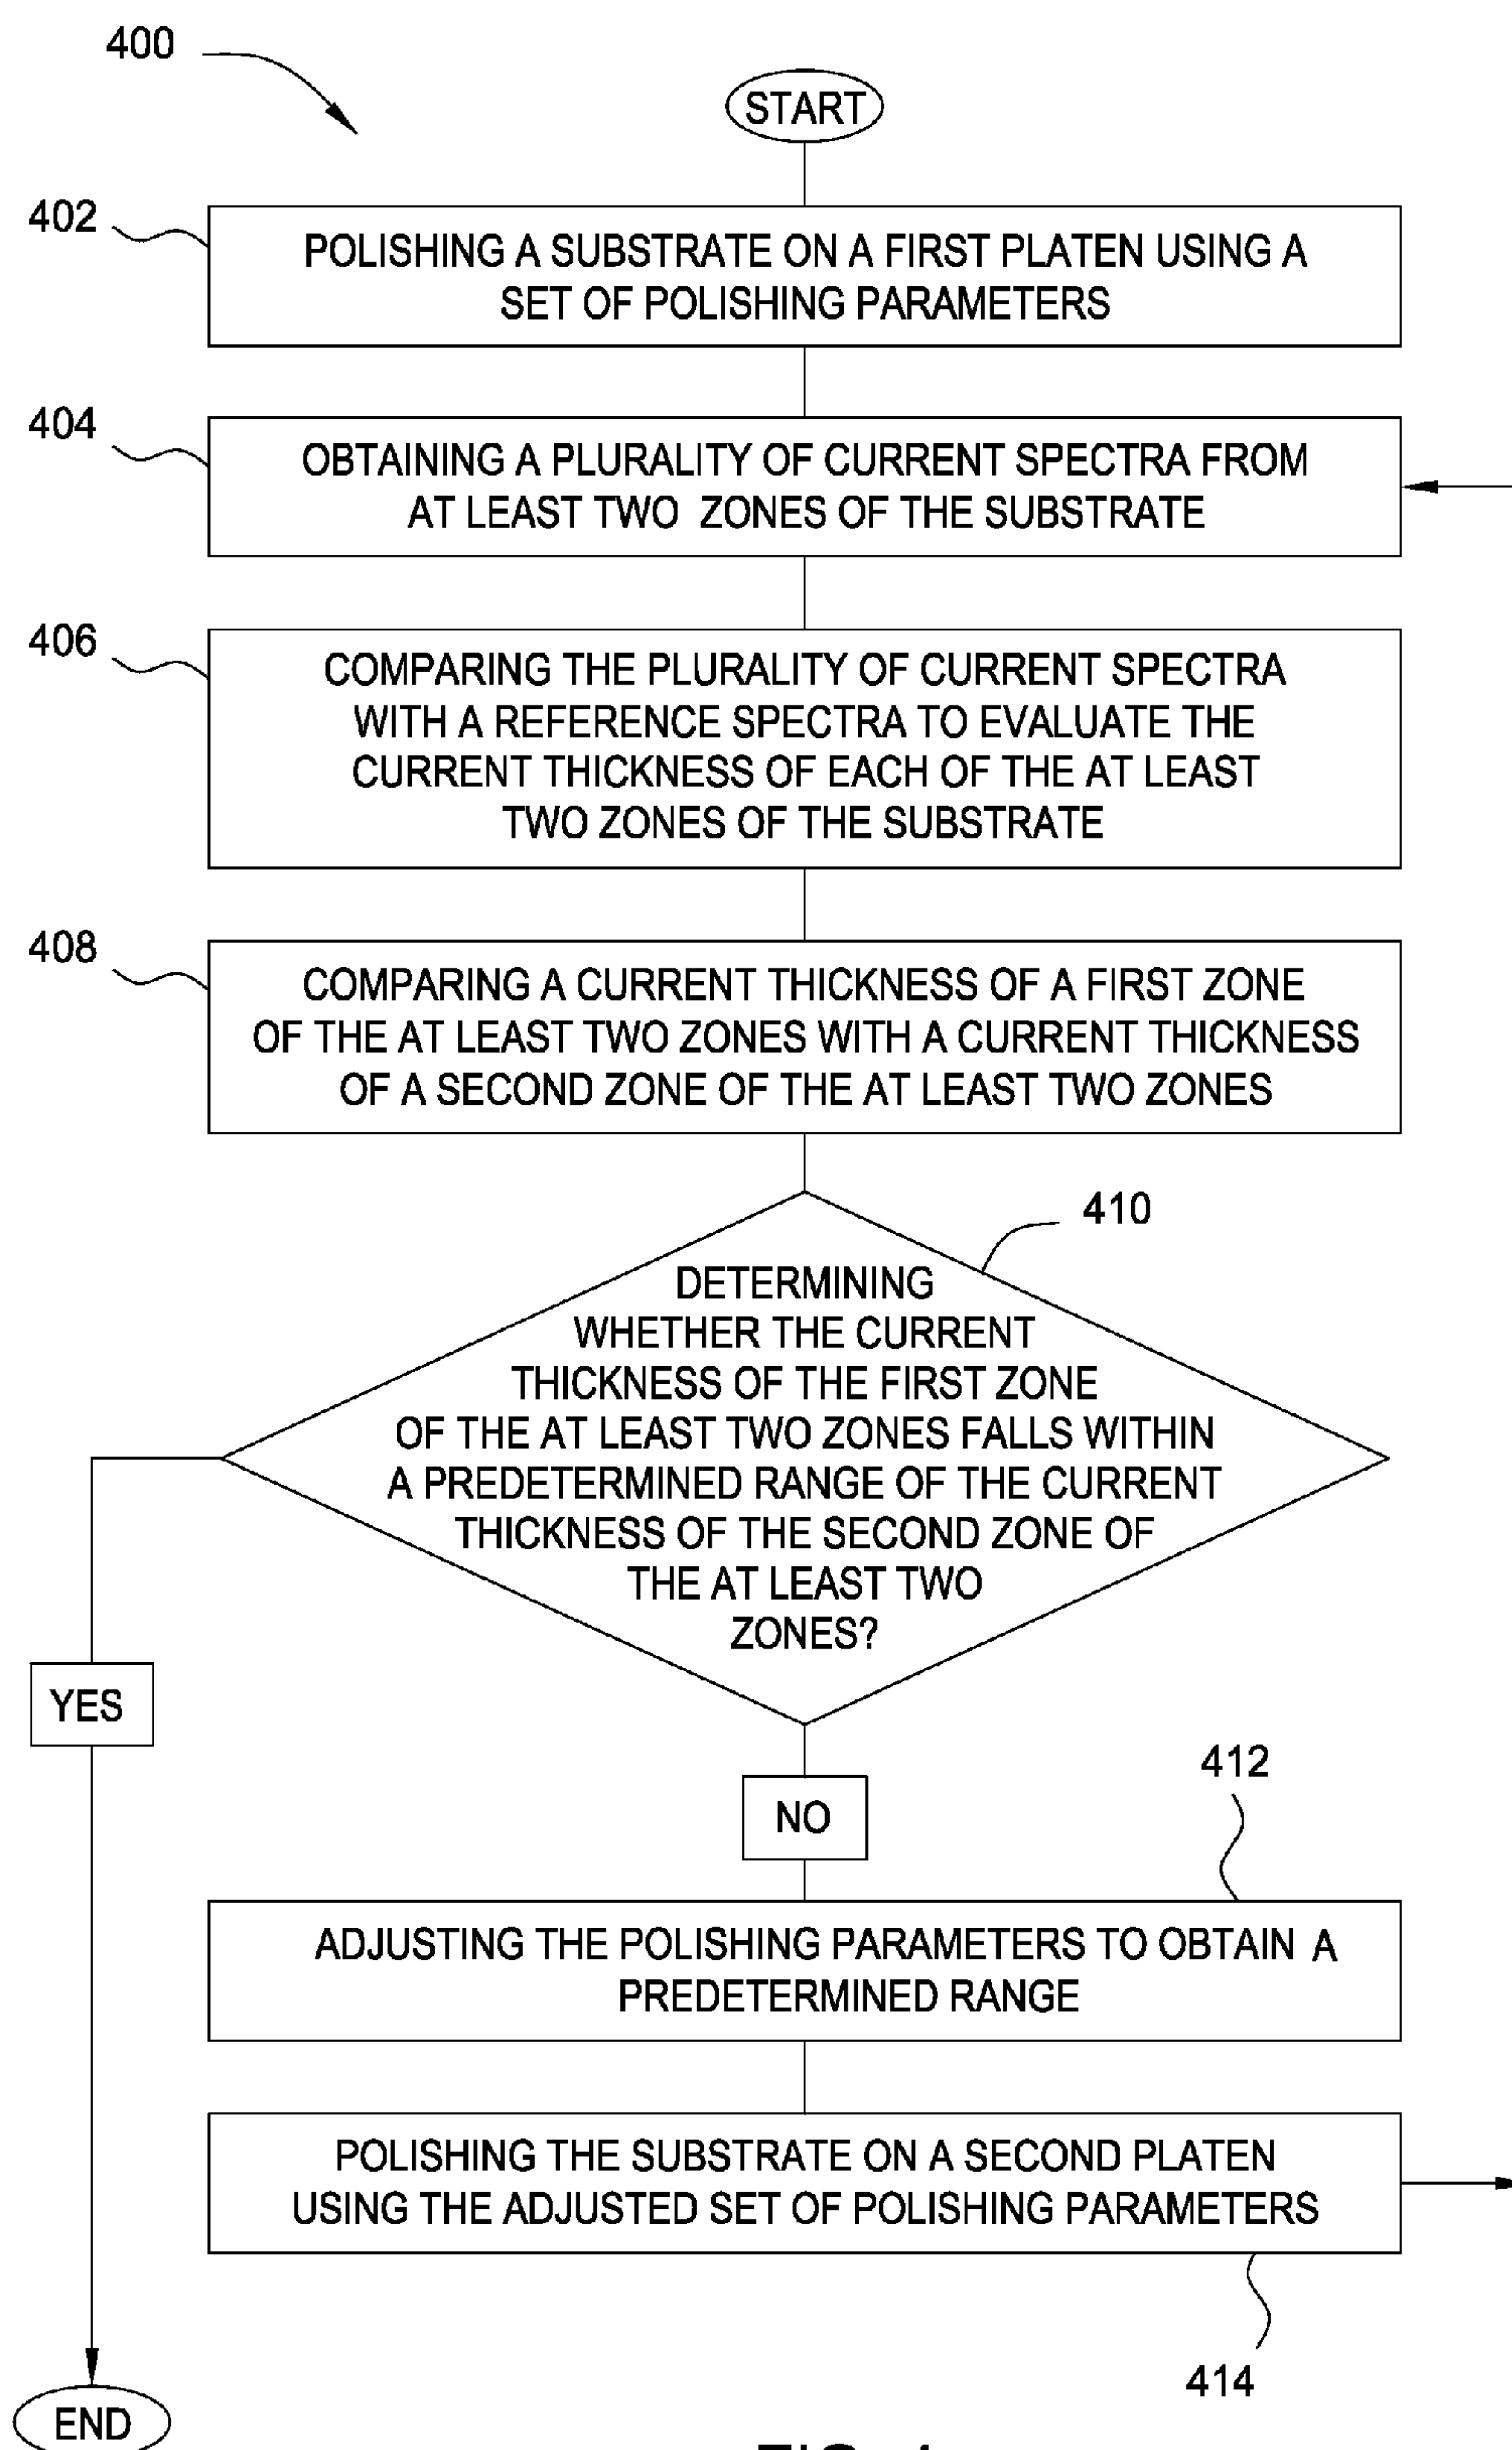 400
START
402
POLISHING A SUBSTRATE ON A FIRST PLATEN USING A
SET OF POLISHING PARAMETERS
404
OBTAINING A PLURALITY OF CURRENT SPECTRA FROM
AT LEAST TWO ZONES OF THE SUBSTRATE
406
COMPARING THE PLURALITY OF CURRENT SPECTRA
WITH A REFERENCE SPECTRA TO EVALUATE THE
CURRENT THICKNESS OF EACH OF THE AT LEAST
TWO ZONES OF THE SUBSTRATE
408
COMPARING A CURRENT THICKNESS OF A FIRST ZONE
OF THE AT LEAST TWO ZONES WITH A CURRENT THICKNESS
OF A SECOND ZONE OF THE AT LEAST TWO ZONES
410
DETERMINING
WHETHER THE CURRENT
THICKNESS OF THE FIRST ZONE
OF THE AT LEAST TWO ZONES FALLS WITHIN
A PREDETERMINED RANGE OF THE CURRENT
THICKNESS OF THE SECOND ZONE OF
THE AT LEAST TWO
ZONES?
YES
NO
412
ADJUSTING THE POLISHING PARAMETERS TO OBTAIN A
PREDETERMINED RANGE
POLISHING THE SUBSTRATE ON A SECOND PLATEN
USING THE ADJUSTED SET OF POLISHING PARAMETERS
414
END